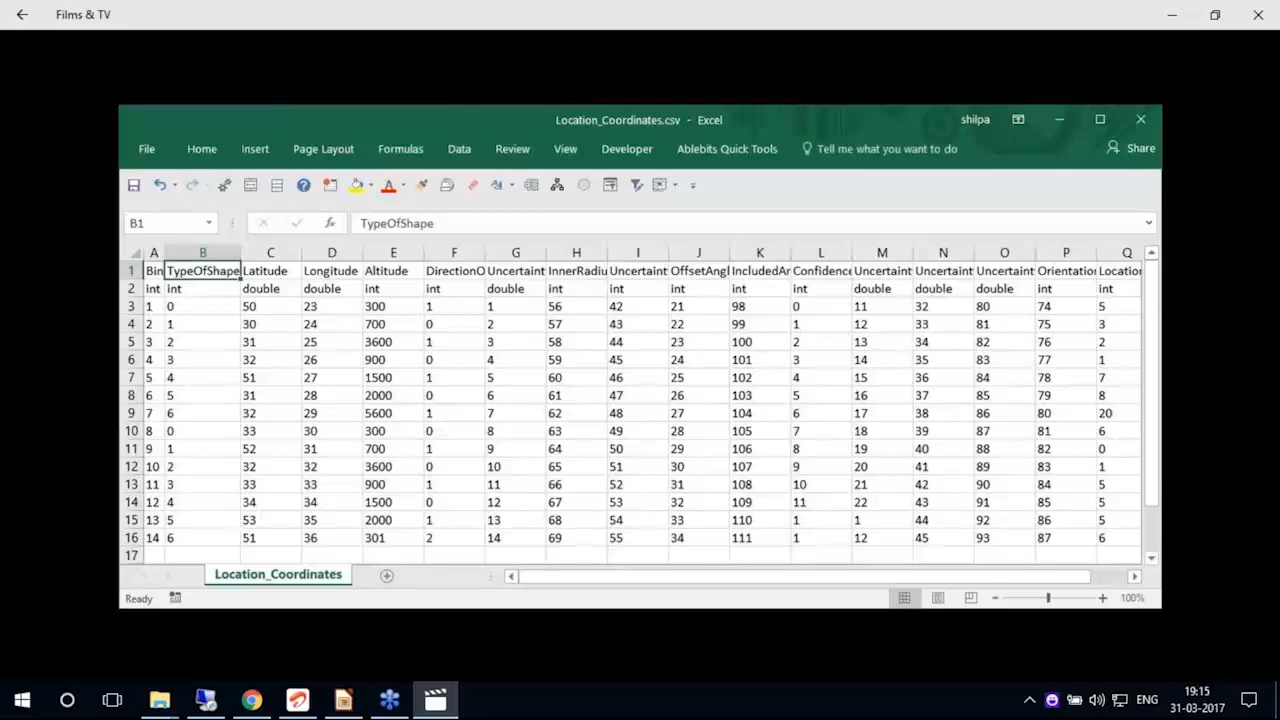 Films & TV
Location_Coordinates.csv - Excel
shilpa
File Home Insert Page Layout Formulas Data Review View Developer Ablebits Quick Tools Tell me what you want to do Share
B1 fx TypeOfShape
A B C D E F G H I J K L M N O P Q
1 Bin TypeOfShape Latitude Longitude Altitude DirectionO Uncertaint InnerRadiu Uncertaint OffsetAngl IncludedAr Confidence Uncertaint Uncertaint Uncertaint Orientation Location
2 int int double double int int double int int int int int double double double int int
3 1 0 50 23 300 1 1 56 42 21 98 0 11 32 80 74 5
4 2 1 30 24 700 0 2 57 43 22 99 1 12 33 81 75 3
5 3 2 31 25 3600 1 3 58 44 23 100 2 13 34 82 76 2
6 4 3 32 26 900 0 4 59 45 24 101 3 14 35 83 77 1
7 5 4 51 27 1500 1 5 60 46 25 102 4 15 36 84 78 7
8 6 5 31 28 2000 0 6 61 47 26 103 5 16 37 85 79 8
9 7 6 32 29 5600 1 7 62 48 27 104 6 17 38 86 80 20
10 8 0 33 30 300 0 8 63 49 28 105 7 18 39 87 81 6
11 9 1 52 31 700 1 9 64 50 29 106 8 19 40 88 82 0
12 10 2 32 32 3600 0 10 65 51 30 107 9 20 41 89 83 1
13 11 3 33 33 900 1 11 66 52 31 108 10 21 42 90 84 5
14 12 4 34 34 1500 0 12 67 53 32 109 11 22 43 91 85 5
15 13 5 53 35 2000 1 13 68 54 33 110 1 1 44 92 86 5
16 14 6 51 36 301 2 14 69 55 34 111 1 12 45 93 87 6
17
Location_Coordinates
Ready 100%
ENG 19:15
31-03-2017